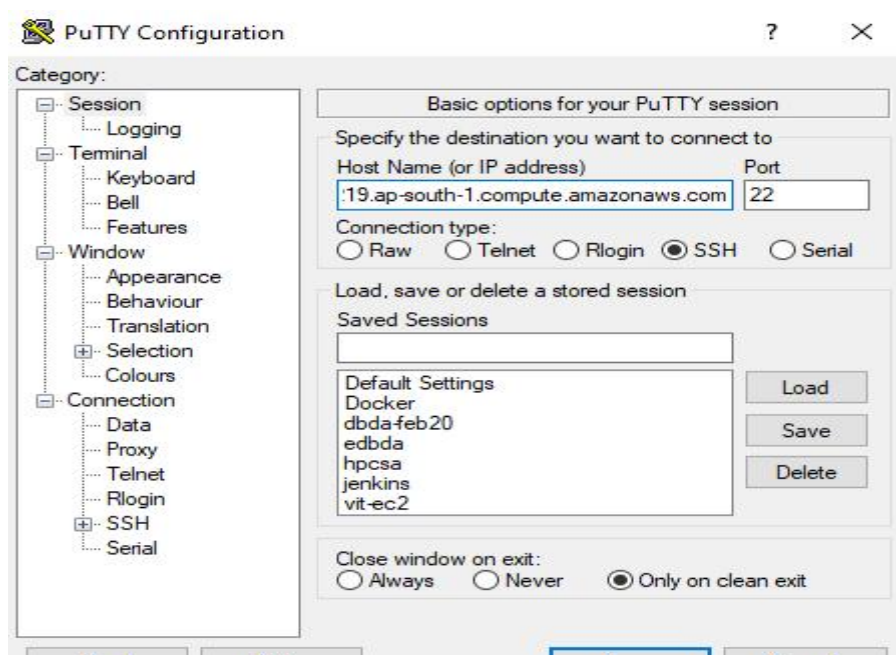 PuTTY Configuration
?
Category:
Session
Logging
Terminal
Keyboard
Bell
Features
Window
Appearance
Behaviour
Translation
Selection
Colours
Connection
Data
Proxy
Telnet
Rlogin
SSH
Serial
Basic options for your PuTTY session
Specify the destination you want to connect to
Host Name (or IP address) Port
19.ap-south-1.compute.amazonaws.com 22
Connection type:
Raw Telnet Rlogin SSH Serial
Load, save or delete a stored session
Saved Sessions
Default Settings
Docker
dbda-feb20
edbda
hpcsa
jenkins
vit-ec2
Load
Save
Delete
Close window on exit:
Always Never Only on clean exit